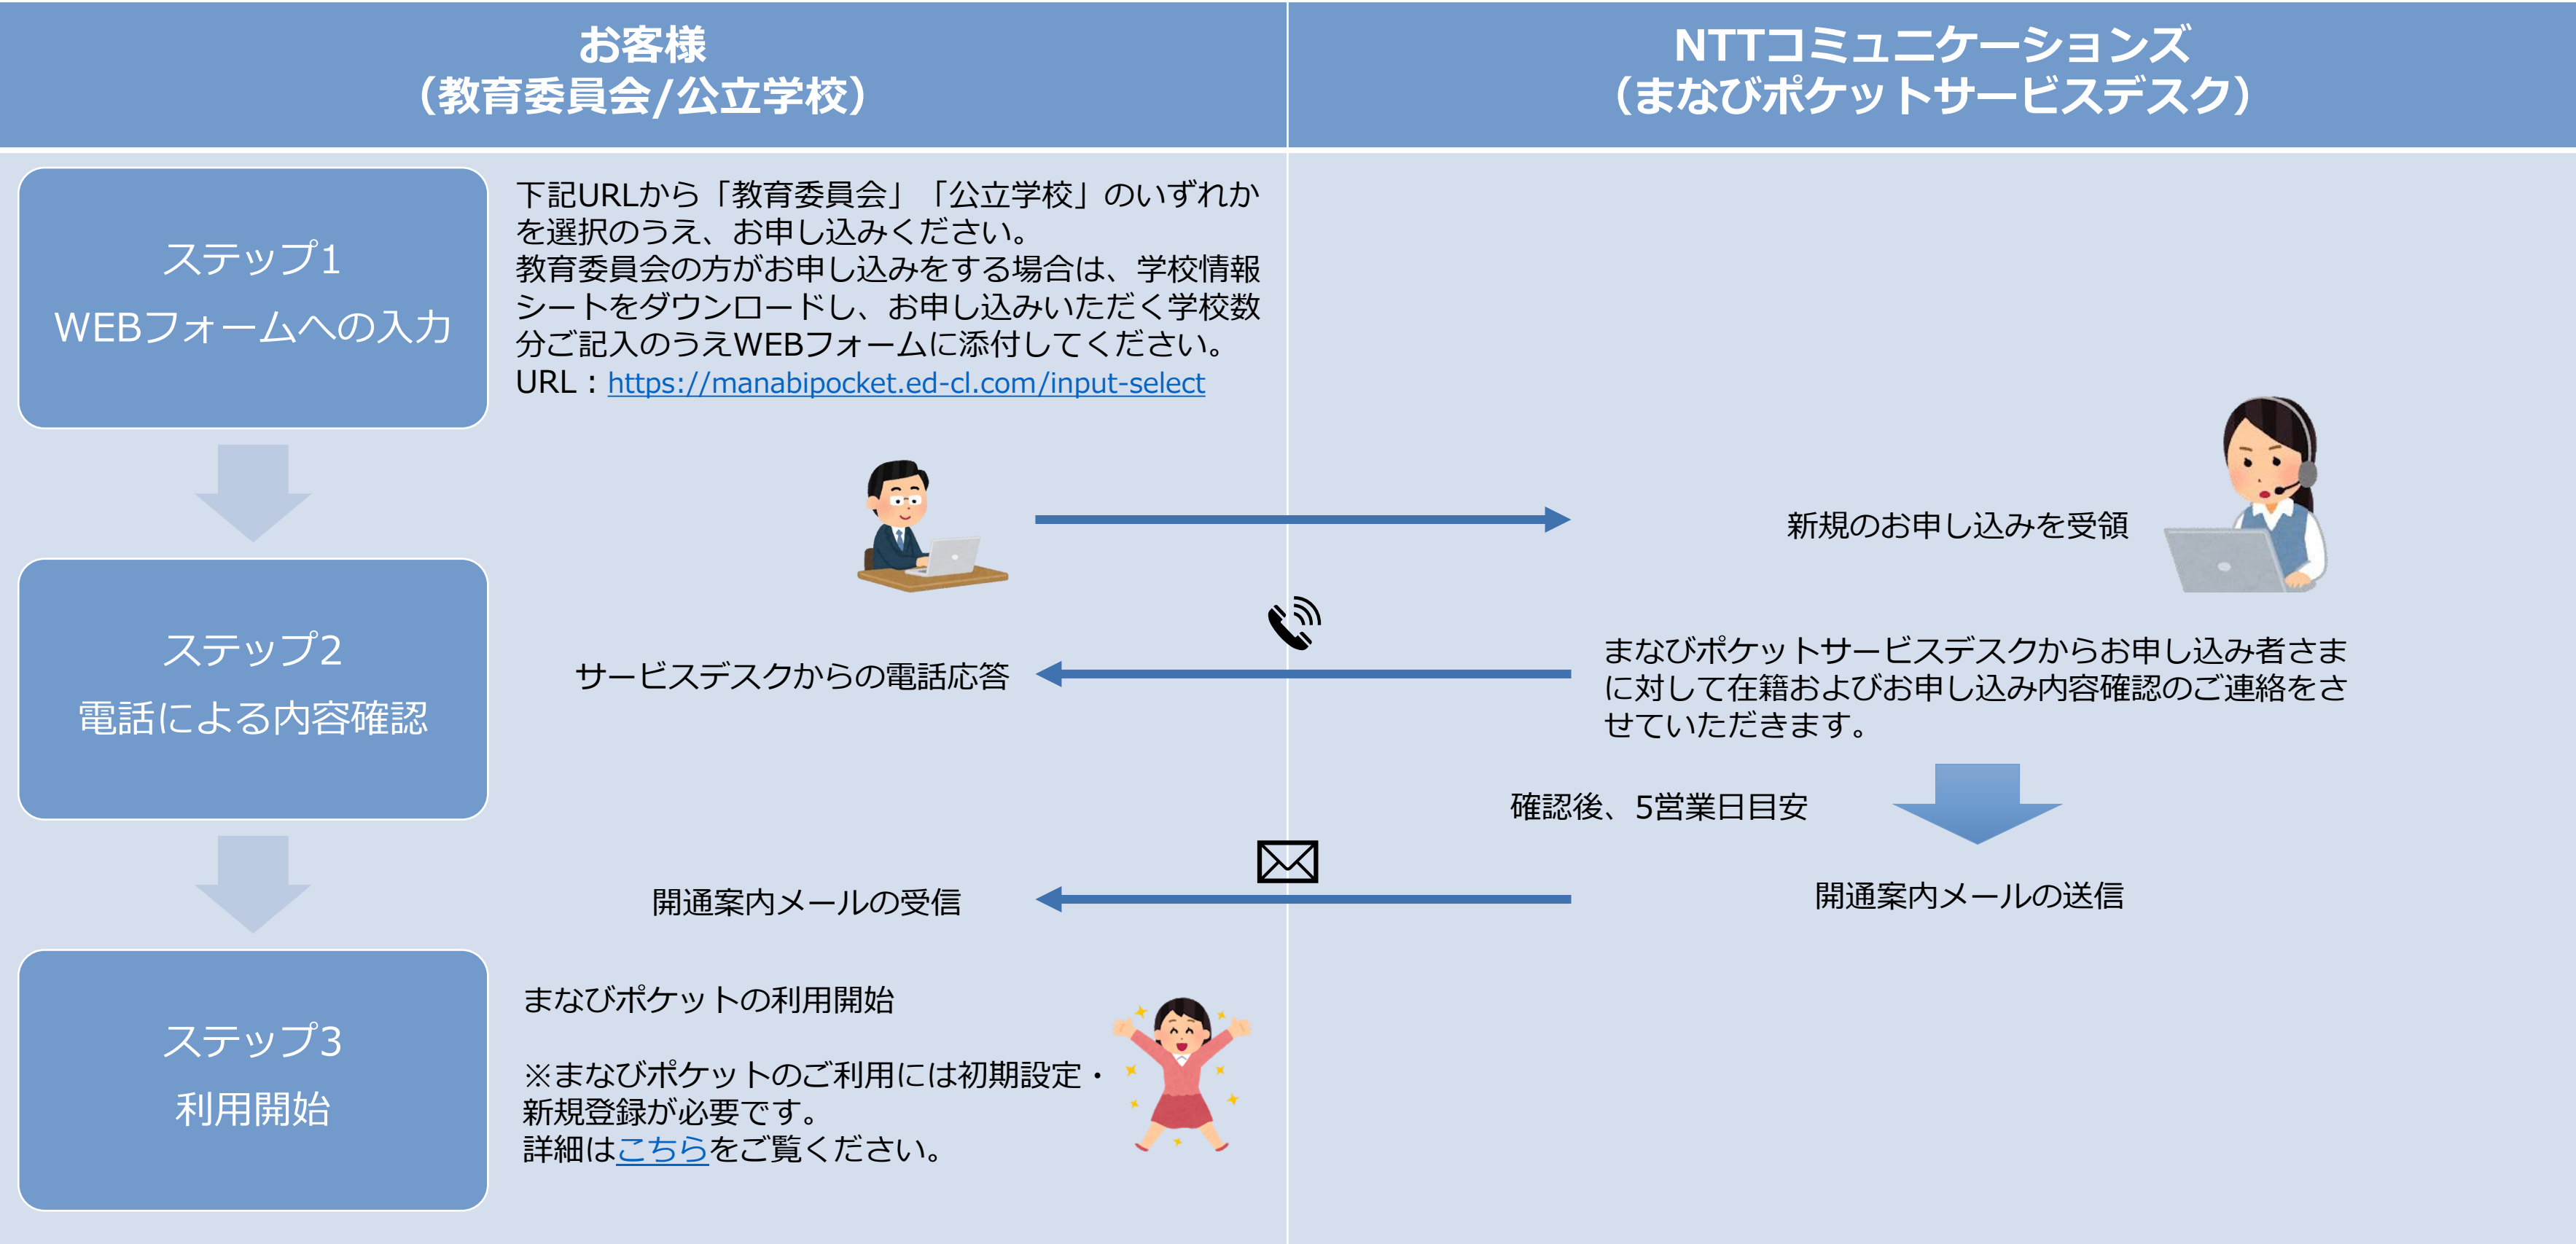 お客様
（教育委員会/公立学校）
NTTコミュニケーションズ
（まなびポケットサービスデスク）
ステップ1
WEBフォームへの入力
下記URLから「教育委員会」「公立学校」のいずれか
を選択のうえ、お申し込みください。
教育委員会の方がお申し込みをする場合は、学校情報
シートをダウンロードし、お申し込みいただく学校数
分ご記入のうえWEBフォームに添付してください。
URL：https://manabipocket.ed-cl.com/input-select
新規のお申し込みを受領
ステップ2
電話による内容確認
サービスデスクからの電話応答
まなびポケットサービスデスクからお申し込み者さま
に対して在籍およびお申し込み内容確認のご連絡をさ
せていただきます。
確認後、5営業日目安
開通案内メールの受信
開通案内メールの送信
ステップ3
利用開始
まなびポケットの利用開始
※まなびポケットのご利用には初期設定・
新規登録が必要です。
詳細はこちらをご覧ください。